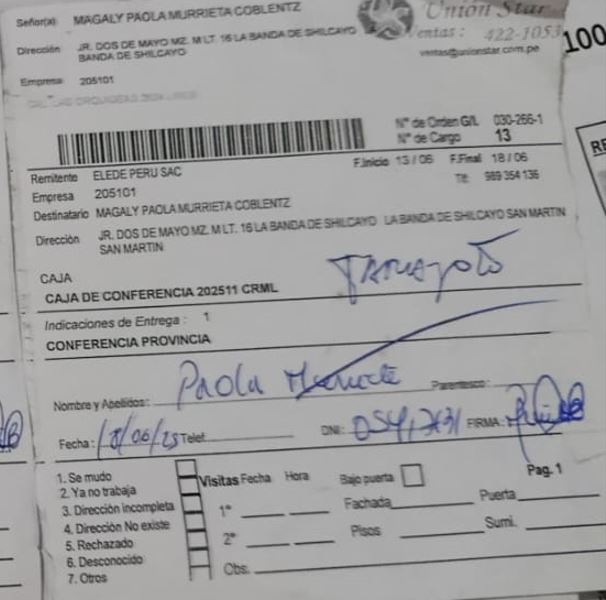 Señor(a) MAGALY PAOLA MURRIETA COBLENTZ
Dirección JR. DOS DE MAYO MZ. M LT. 16 LA BANDA DE SHILCAYO
BANDA DE SHILCAYO
Empresa 205101
Union Star
Ventas: 422-1053
ventas@unionstar.com.pe
100
N° de Orden G/L 030-266-1
N° de Cargo 13
Remitente ELEDE PERU SAC
F.Inicio 13/06 F.Final 18/06
Empresa 205101
Tlf: 989 354 136
Destinatario MAGALY PAOLA MURRIETA COBLENTZ
Dirección JR. DOS DE MAYO MZ. M LT. 16 LA BANDA DE SHILCAYO LA BANDA DE SHILCAYO SAN MARTIN
SAN MARTIN
CAJA
CAJA DE CONFERENCIA 202511 CRML
Indicaciones de Entrega : 1
CONFERENCIA PROVINCIA
Nombre y Apellidos: Paola Parentesco:
Fecha: Telef. DNI: FIRMA:
Pag. 1
1. Se mudo
2. Ya no trabaja
3. Dirección incompleta
4. Dirección No existe
5. Rechazado
6. Desconocido
7. Otros
Visitas Fecha Hora Bajo puerta
1° Fachada Puerta
2° Pisos Sumi.
Obs.
RE